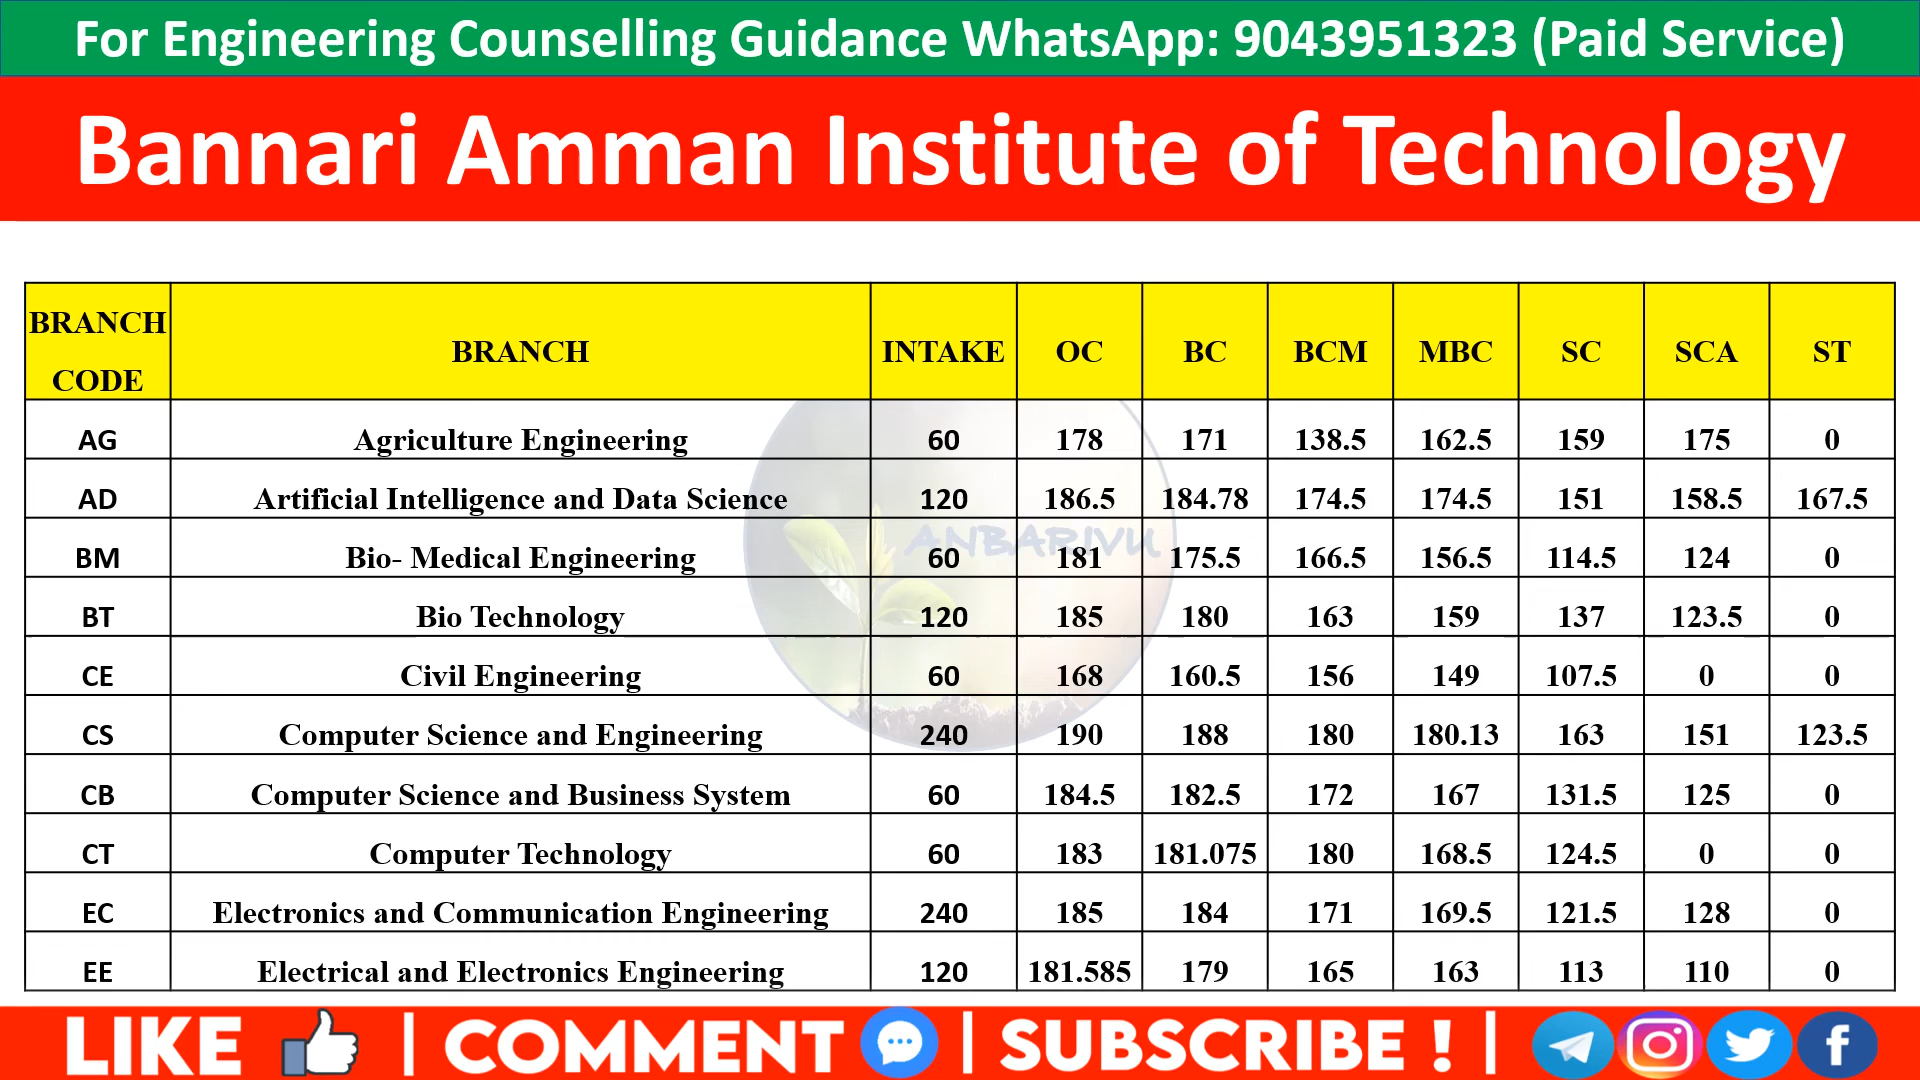 For Engineering Counselling Guidance WhatsApp: 9043951323 (Paid Service)
Bannari Amman Institute of Technology
BRANCH CODE BRANCH INTAKE OC BC BCM MBC SC SCA ST
AG Agriculture Engineering 60 178 171 138.5 162.5 159 175 0
AD Artificial Intelligence and Data Science 120 186.5 184.78 174.5 174.5 151 158.5 167.5
ANBARIVU
BM Bio- Medical Engineering 60 181 175.5 166.5 156.5 114.5 124 0
BT Bio Technology 120 185 180 163 159 137 123.5 0
CE Civil Engineering 60 168 160.5 156 149 107.5 0 0
CS Computer Science and Engineering 240 190 188 180 180.13 163 151 123.5
CB Computer Science and Business System 60 184.5 182.5 172 167 131.5 125 0
CT Computer Technology 60 183 181.075 180 168.5 124.5 0 0
EC Electronics and Communication Engineering 240 185 184 171 169.5 121.5 128 0
EE Electrical and Electronics Engineering 120 181.585 179 165 163 113 110 0
LIKE | COMMENT | SUBSCRIBE ! |